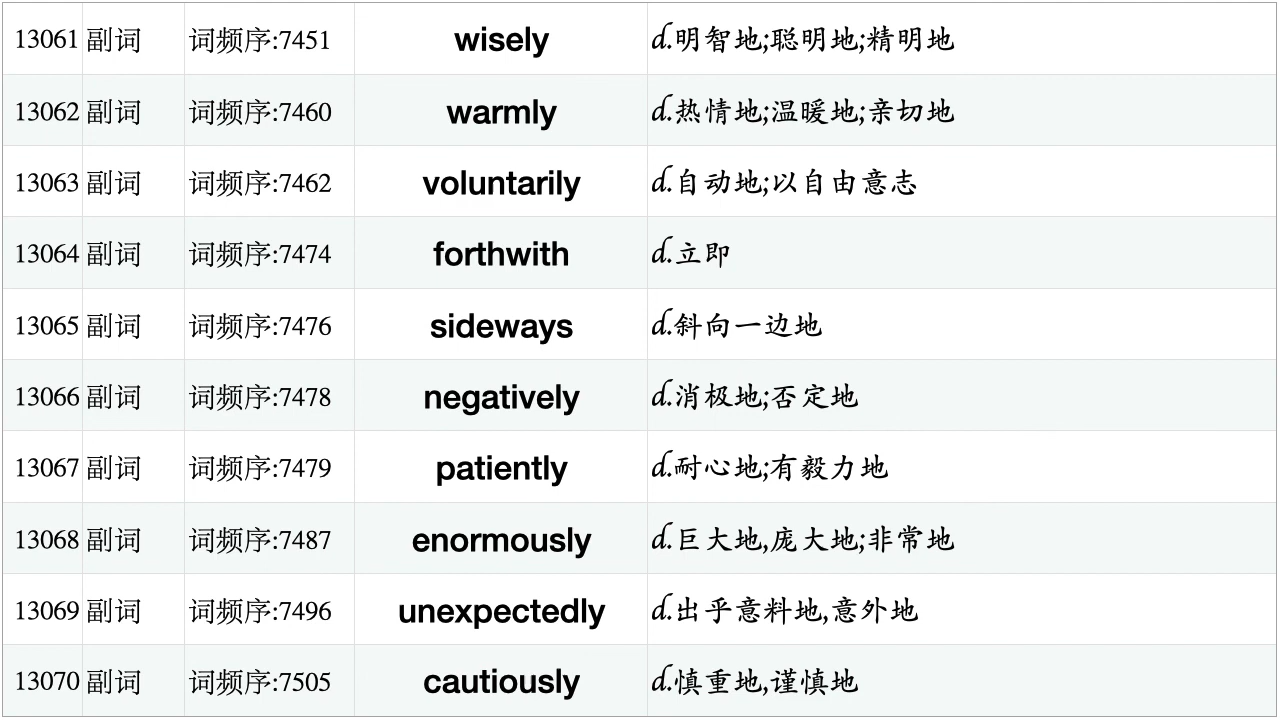 13061 副词 词频序:7451 wisely d.明智地;聪明地;精明地
13062 副词 词频序:7460 warmly d.热情地;温暖地;亲切地
13063 副词 词频序:7462 voluntarily d.自动地;以自由意志
13064 副词 词频序:7474 forthwith d.立即
13065 副词 词频序:7476 sideways d.斜向一边地
13066 副词 词频序:7478 negatively d.消极地;否定地
13067 副词 词频序:7479 patiently d.耐心地;有毅力地
13068 副词 词频序:7487 enormously d.巨大地,庞大地;非常地
13069 副词 词频序:7496 unexpectedly d.出乎意料地,意外地
13070 副词 词频序:7505 cautiously d.慎重地,谨慎地